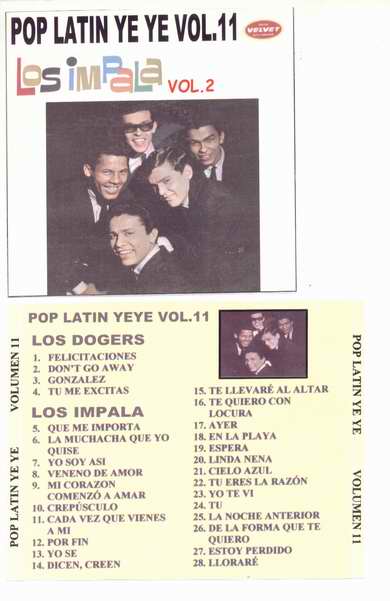 POP LATIN YE YE VOL.11
VELVET
LOS IMPALA
VOL.2
POP LATIN YEYE VOL.11
LOS DOGERS
1. FELICITACIONES
2. DON'T GO AWAY
3. GONZALEZ
4. TU ME EXCITAS
LOS IMPALA
5. QUE ME IMPORTA
6. LA MUCHACHA QUE YO
QUISE
7. YO SOY ASI
8. VENENO DE AMOR
9. MI CORAZON
COMENZÓ A AMAR
10. CREPÚSCULO
11. CADA VEZ QUE VIENES
A MI
12. POR FIN
13. YO SE
14. DICEN, CREEN
15. TE LLEVARÉ AL ALTAR
16. TE QUIERO CON
LOCURA
17. AYER
18. EN LA PLAYA
19. ESPERA
20. LINDA NENA
21. CIELO AZUL
22. TU ERES LA RAZÓN
23. YO TE VI
24. TU
25. LA NOCHE ANTERIOR
26. DE LA FORMA QUE TE
QUIERO
27. ESTOY PERDIDO
28. LLORARÉ
POP LATIN YE YE VOLUMEN 11
POP LATIN YE YE VOLUMEN 11